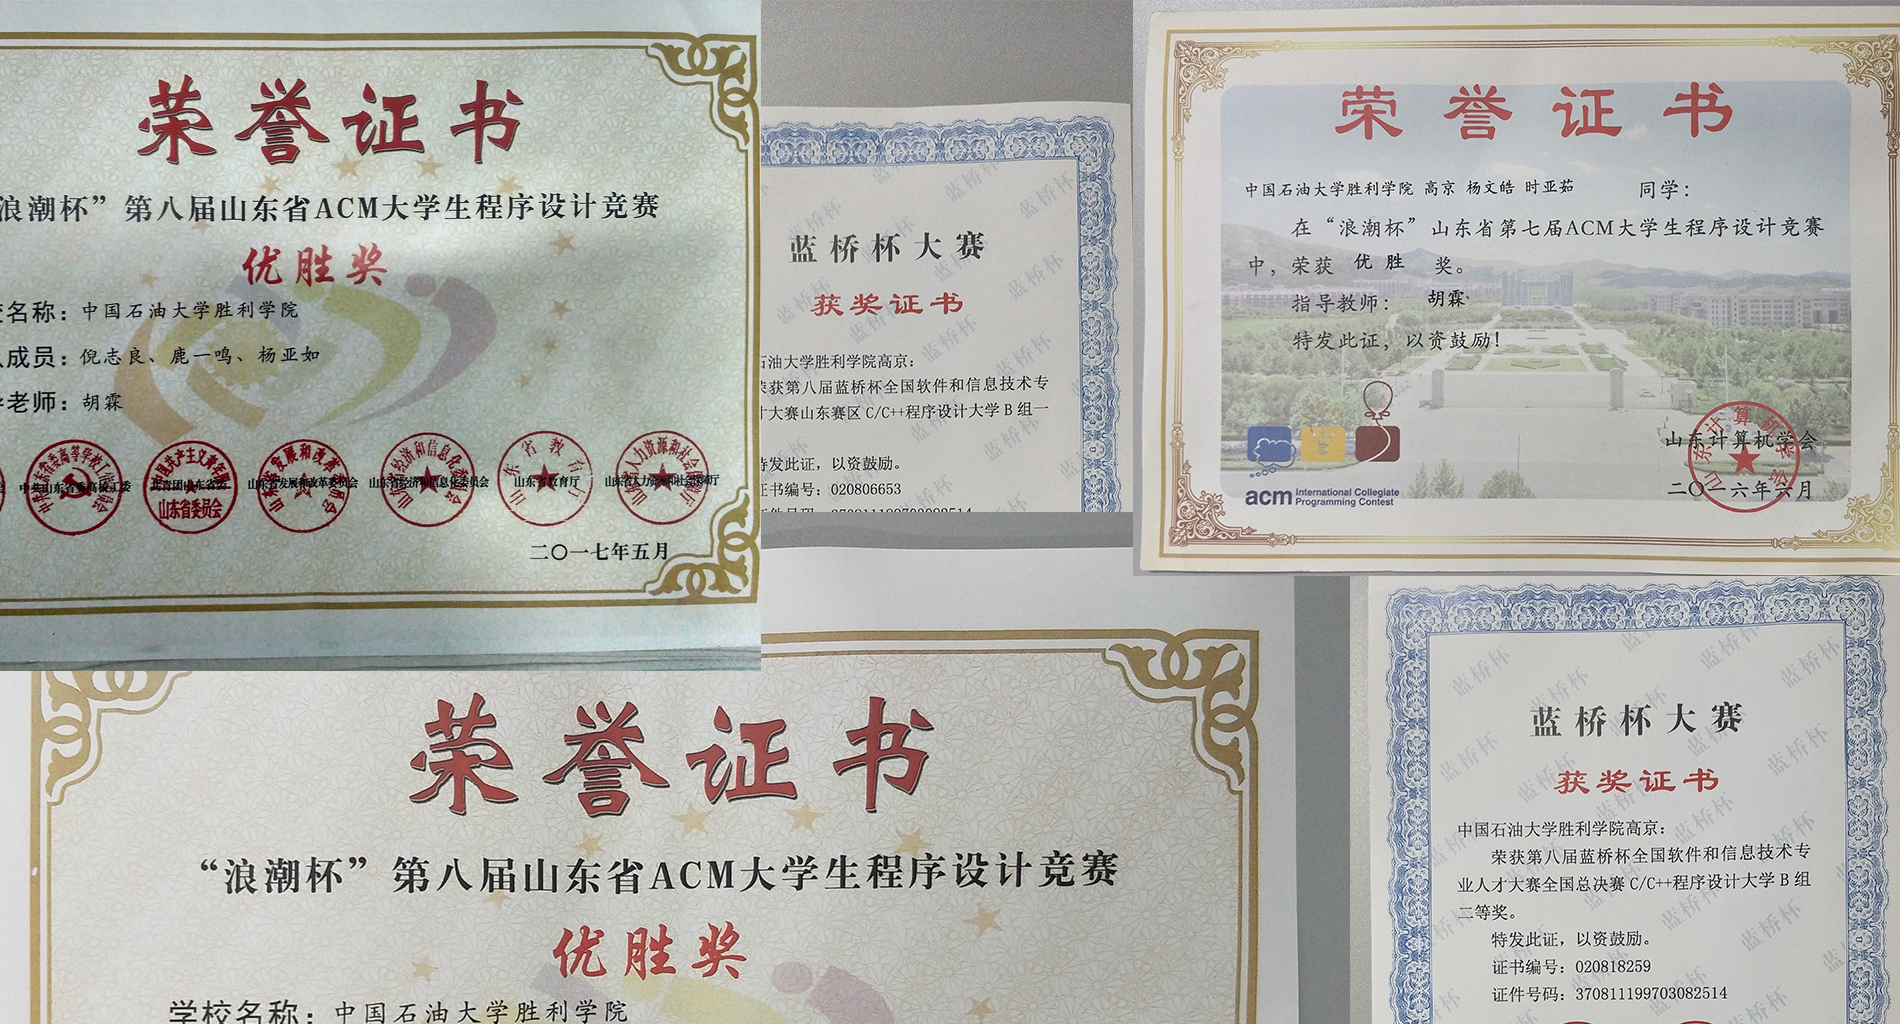 荣誉证书
浪潮杯”第八届山东省ACM大学生程序设计竞赛
优胜奖
校名称：中国石油大学胜利学院
成员：倪志良、鹿一鸣、杨亚如
老师：胡霖
中共山东省委高校工委
共青团山东省委
山东省发展和改革委员会
山东省经济和信息化委员会
山东省教育厅
山东省人力资源和社会保障厅
二〇一七年五月
蓝桥杯大赛
获奖证书
石油大学胜利学院高京：
荣获第八届蓝桥杯全国软件和信息技术专
才大赛山东赛区 C/C++程序设计大学 B 组一
特发此证，以资鼓励。
证书编号：020806653
荣誉证书
中国石油大学胜利学院 高京 杨文皓 时亚茹 同学：
在“浪潮杯”山东省第七届ACM大学生程序设计竞赛
中，荣获 优胜 奖。
指导教师： 胡霖
特发此证，以资鼓励！
acm International Collegiate
Programming Contest
山东计算机学会
二〇一六年六月
荣誉证书
“浪潮杯”第八届山东省ACM大学生程序设计竞赛
优胜奖
学校名称：中国石油大学胜利学院
蓝桥杯大赛
获奖证书
中国石油大学胜利学院高京：
荣获第八届蓝桥杯全国软件和信息技术专
业人才大赛全国总决赛 C/C++程序设计大学 B 组
二等奖。
特发此证，以资鼓励。
证书编号：020818259
证件号码：370811199703082514